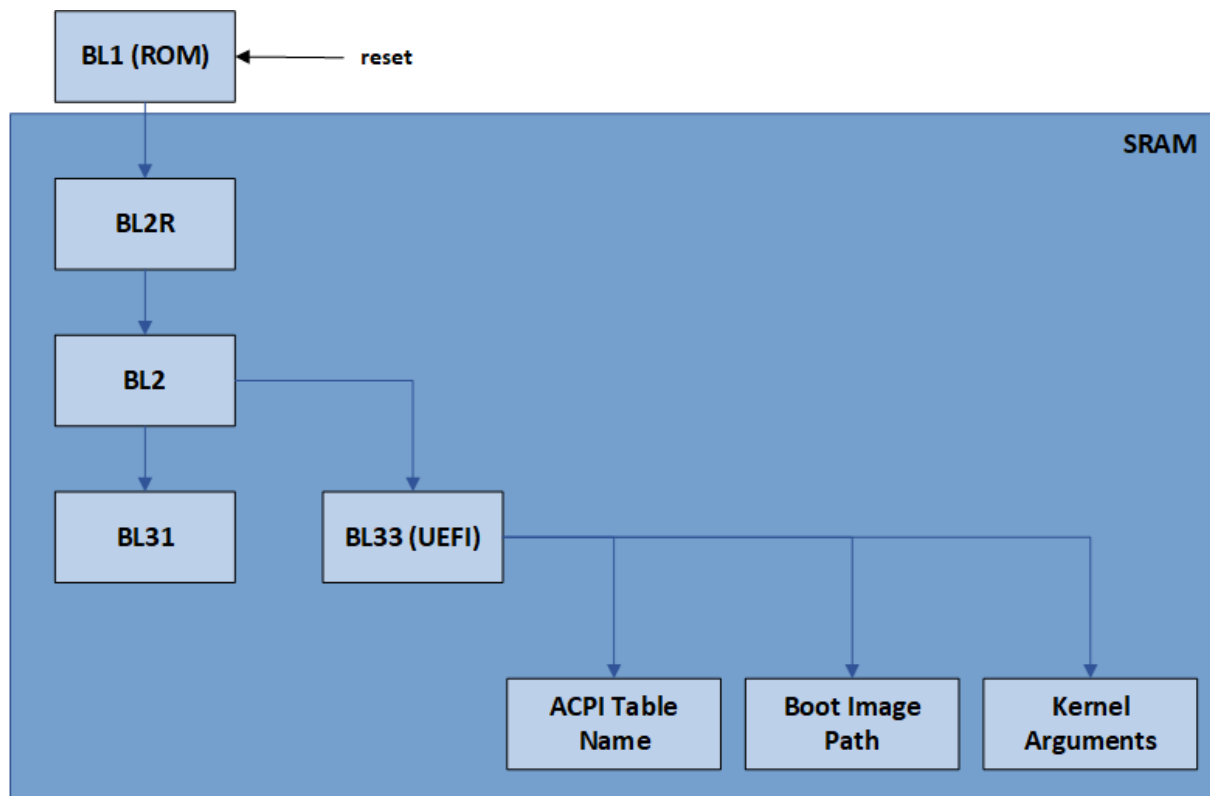 BL1 (ROM)
reset
SRAM
BL2R
BL2
BL31
BL33 (UEFI)
ACPI Table
Name
Boot Image
Path
Kernel
Arguments